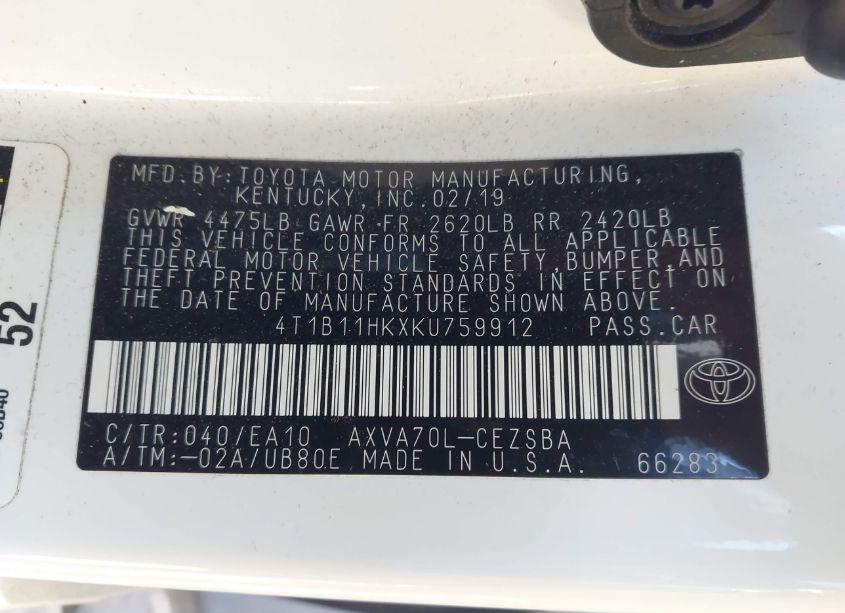 MFD.BY:TOYOTA MOTOR MANUFACTURING,
KENTUCKY,INC.02/19
GVWR 4475LB GAWR FR 2620LB RR 2420LB
THIS VEHICLE CONFORMS TO ALL APPLICABLE
FEDERAL MOTOR VEHICLE SAFETY,BUMPER,AND
THEFT PREVENTION STANDARDS IN EFFECT ON
THE DATE OF MANUFACTURE SHOWN ABOVE.
4T1B11HKXKU759912 PASS.CAR
C/TR:040/EA10 AXVA70L-CEZSBA
A/TM:-02A/UB80E MADE IN U.S.A. 66283
52